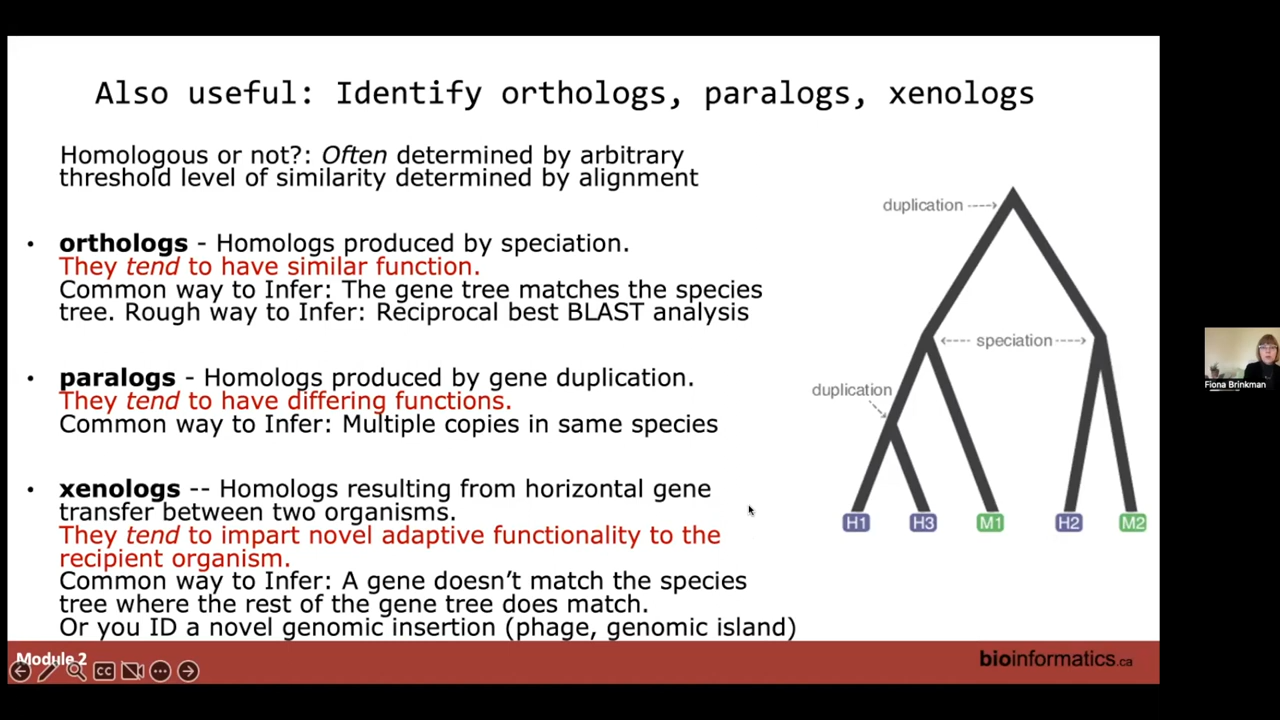 Also useful: Identify orthologs, paralogs, xenologs
Homologous or not?: Often determined by arbitrary
threshold level of similarity determined by alignment
• orthologs - Homologs produced by speciation.
They tend to have similar function.
Common way to Infer: The gene tree matches the species
tree. Rough way to Infer: Reciprocal best BLAST analysis
• paralogs - Homologs produced by gene duplication.
They tend to have differing functions.
Common way to Infer: Multiple copies in same species
• xenologs -- Homologs resulting from horizontal gene
transfer between two organisms.
They tend to impart novel adaptive functionality to the
recipient organism.
Common way to Infer: A gene doesn't match the species
tree where the rest of the gene tree does match.
Or you ID a novel genomic insertion (phage, genomic island)
duplication
speciation
duplication
H1 H3 M1 H2 M2
Module 2
CC
bioinformatics.ca
Fiona Brinkman